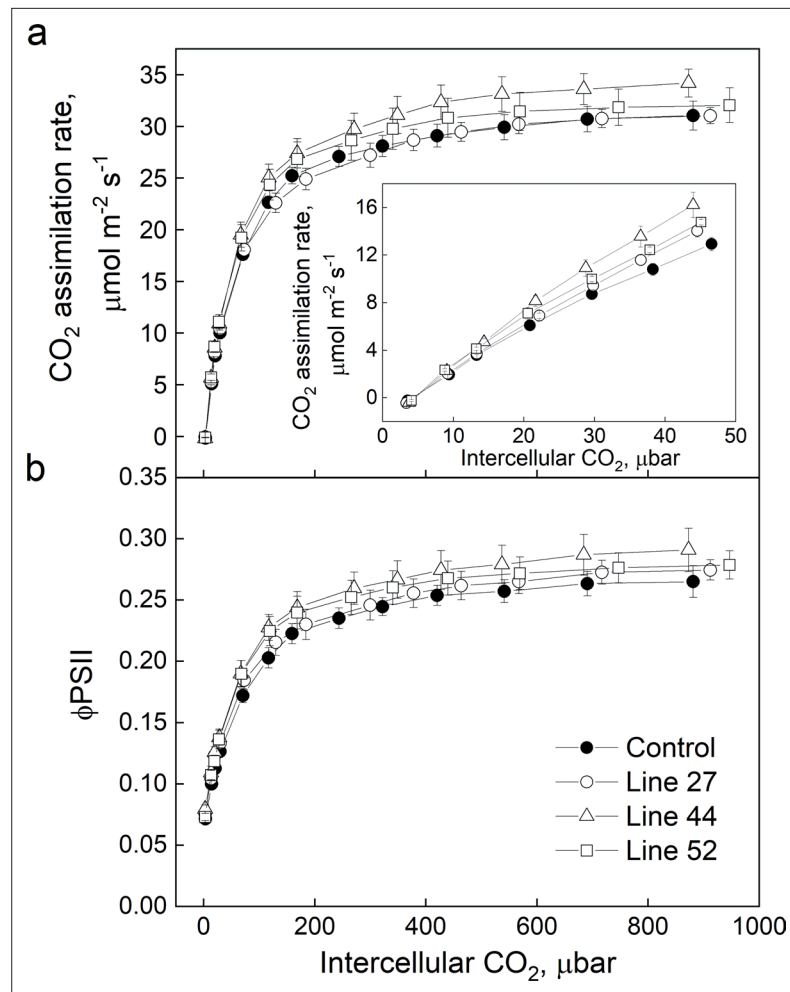 a
CO₂ assimilation rate,
μmol m⁻² s⁻¹
35
30
25
20
15
10
5
0
CO₂ assimilation rate,
μmol m⁻² s⁻¹
16
12
8
4
0
0 10 20 30 40 50
Intercellular CO₂, μbar
b
ϕPSII
0.35
0.30
0.25
0.20
0.15
0.10
0.05
0.00
Control
Line 27
Line 44
Line 52
0 200 400 600 800 1000
Intercellular CO₂, μbar